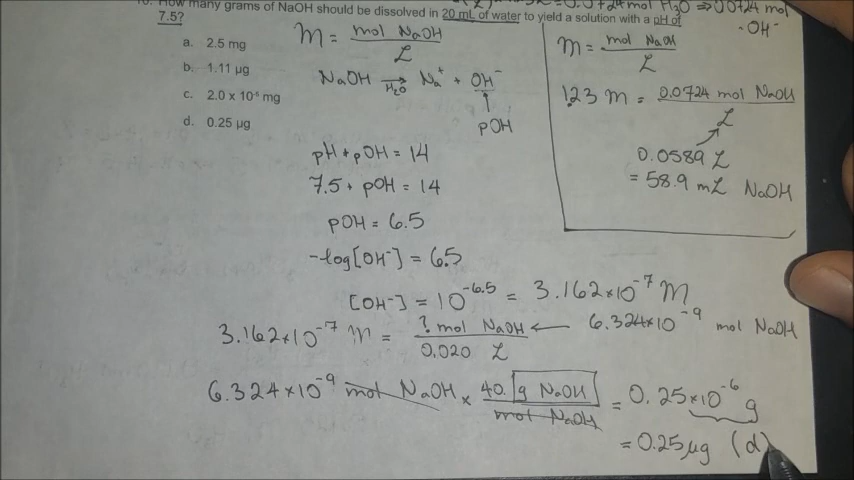 How many grams of NaOH should be dissolved in 20 mL of water to yield a solution with a pH of
7.5?
a. 2.5 mg
b. 1.11 µg
c. 2.0 x 10⁻⁵ mg
d. 0.25 µg
mol H₂O ⇒ 0.0724 mol
OH⁻
M = mol NaOH / L
NaOH →(H₂O) Na⁺ + OH⁻
↑
pOH
pH + pOH = 14
7.5 + pOH = 14
pOH = 6.5
-log[OH⁻] = 6.5
[OH⁻] = 10^-6.5 = 3.162×10⁻⁷ M
3.162×10⁻⁷ M = ? mol NaOH / 0.020 L ← 6.324×10⁻⁹ mol NaOH
6.324×10⁻⁹ mol NaOH × 40. g NaOH / mol NaOH = 0.25×10⁻⁶ g
= 0.25 µg (d)
M = mol NaOH / L
1.23 M = 0.0724 mol NaOH / L
0.0589 L
= 58.9 mL NaOH